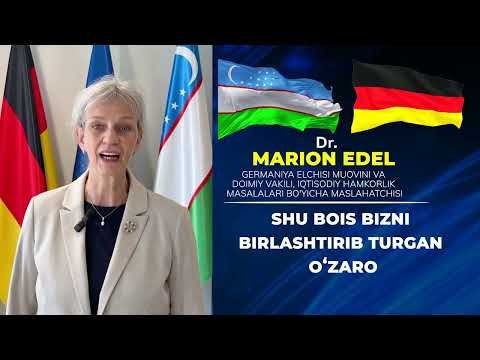 Dr.
MARION EDEL
GERMANIYA ELCHISI MUOVINI VA
DOIMIY VAKILI, IQTISODIY HAMKORLIK
MASALALARI BO'YICHA MASLAHATCHISI
SHU BOIS BIZNI
BIRLASHTIRIB TURGAN
OʻZARO